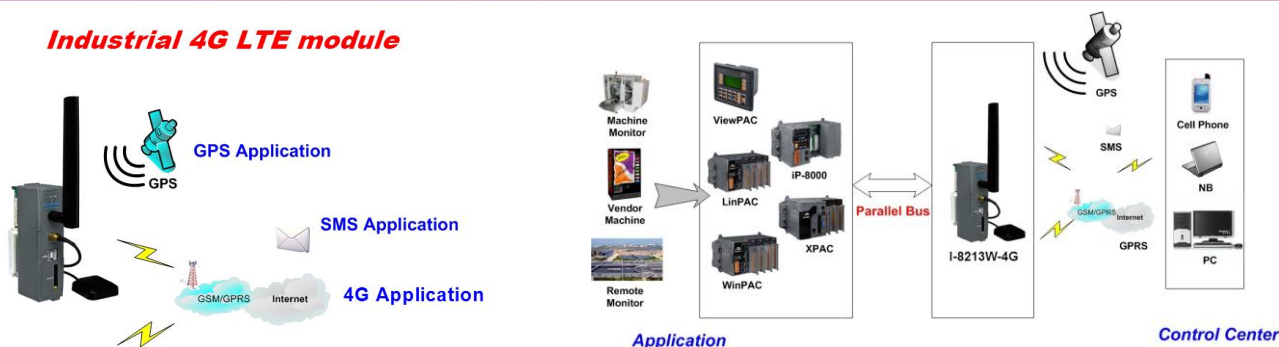 Industrial 4G LTE module
GPS Application
GPS
SMS Application
GSM/GPRS
Internet
4G Application
Machine
Monitor
Vendor
Machine
Remote
Monitor
ViewPAC
iP-8000
LinPAC
XPAC
WinPAC
Application
Parallel Bus
I-8213W-4G
GPS
SMS
GSM/GPRS
Internet
GPRS
Cell Phone
NB
PC
Control Center